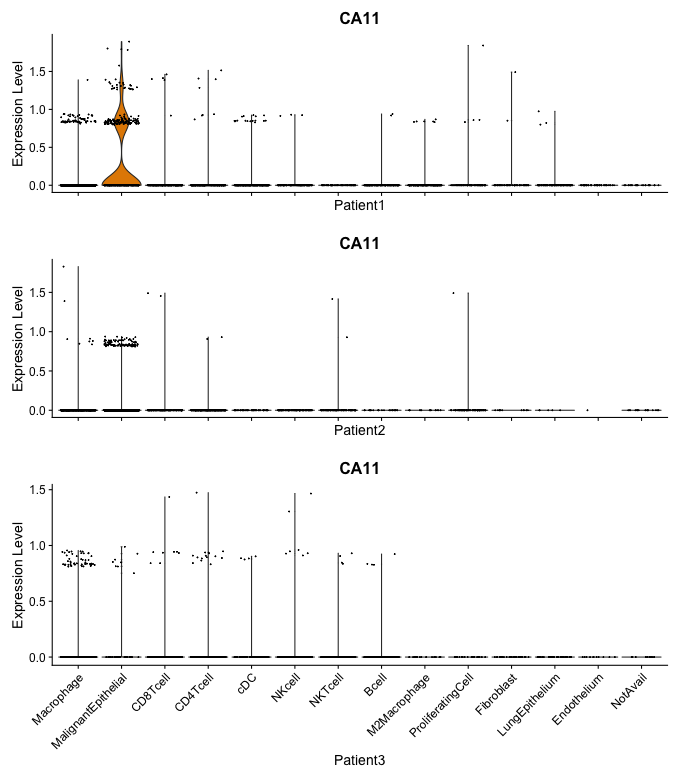 CA11
Expression Level
1.5
1.0
0.5
0.0
Patient1
CA11
Expression Level
1.5
1.0
0.5
0.0
Patient2
CA11
Expression Level
1.5
1.0
0.5
0.0
Macrophage
MalignantEpithelial
CD8Tcell
CD4Tcell
cDC
NKcell
NKTcell
Bcell
M2Macrophage
ProliferatingCell
Fibroblast
LungEpithelium
Endothelium
NotAvail
Patient3